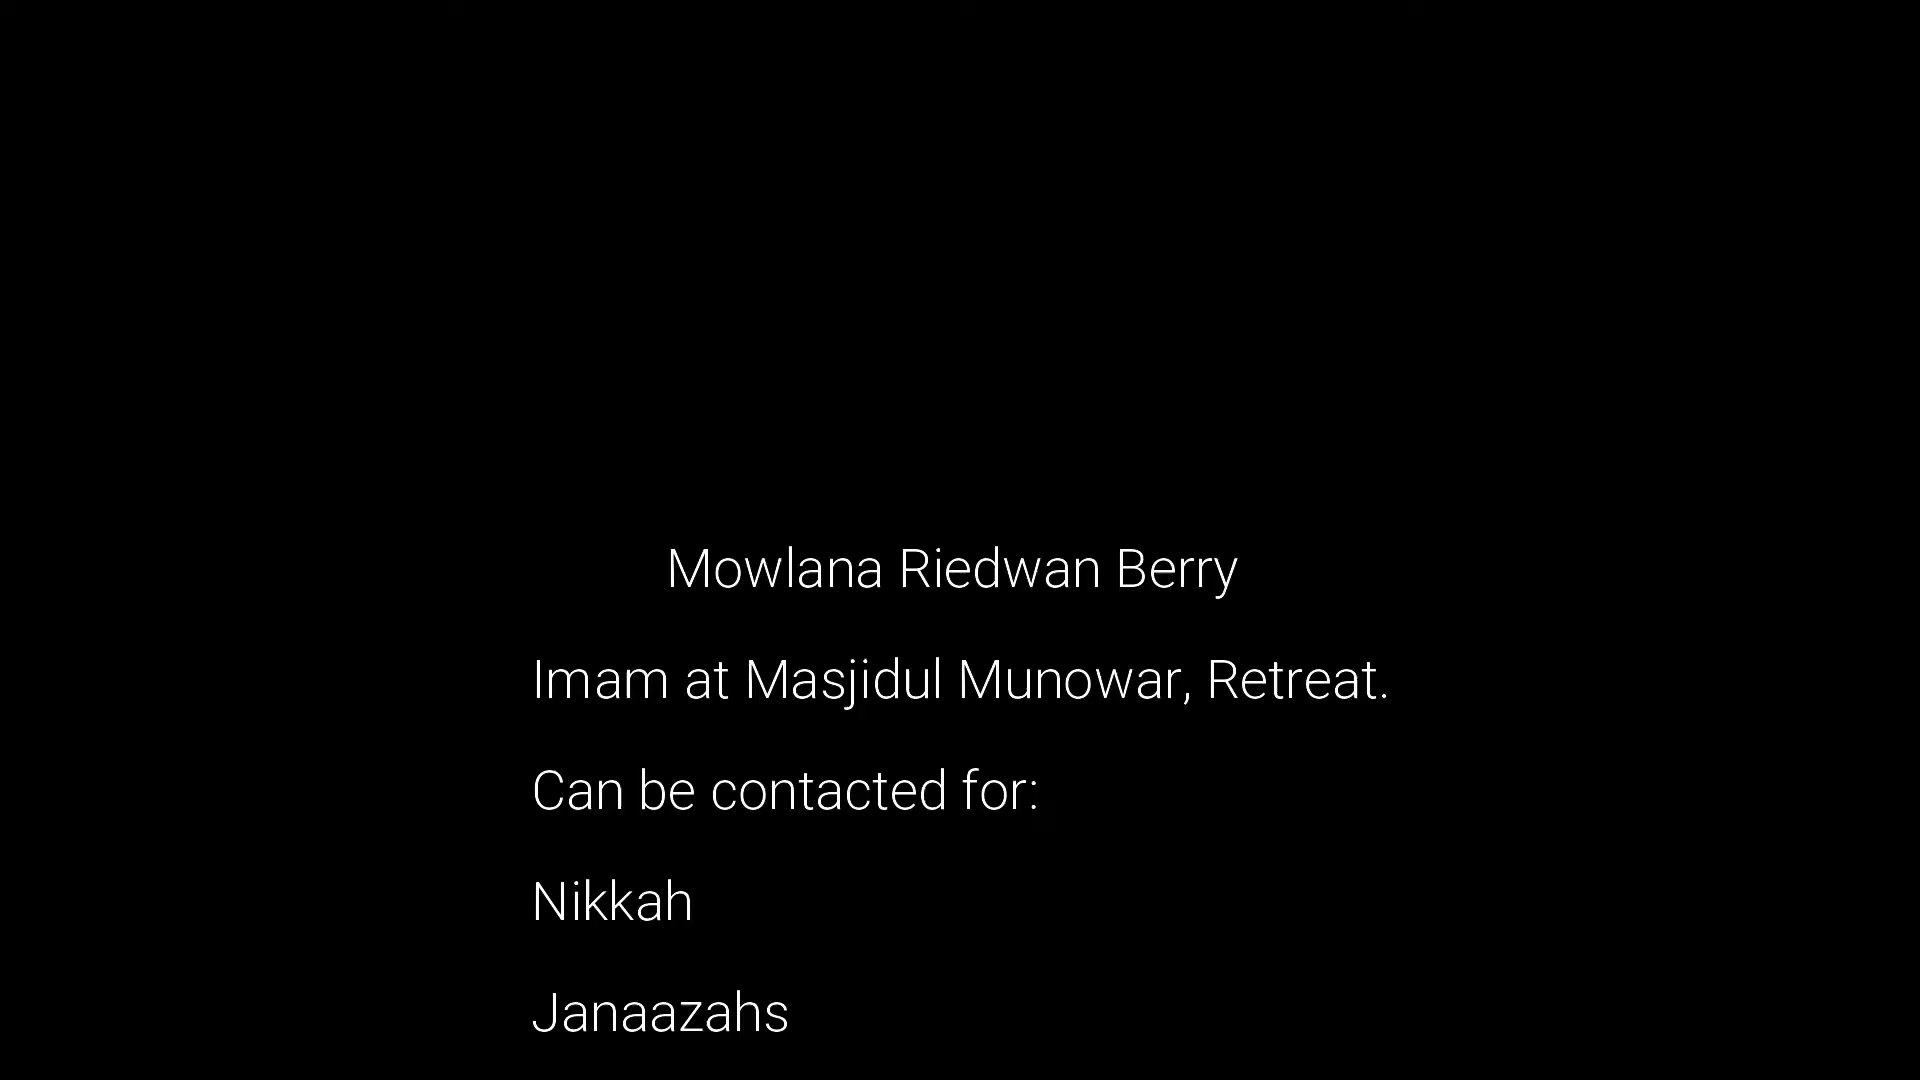 Mowlana Riedwan Berry
Imam at Masjidul Munowar, Retreat.
Can be contacted for:
Nikkah
Janaazahs